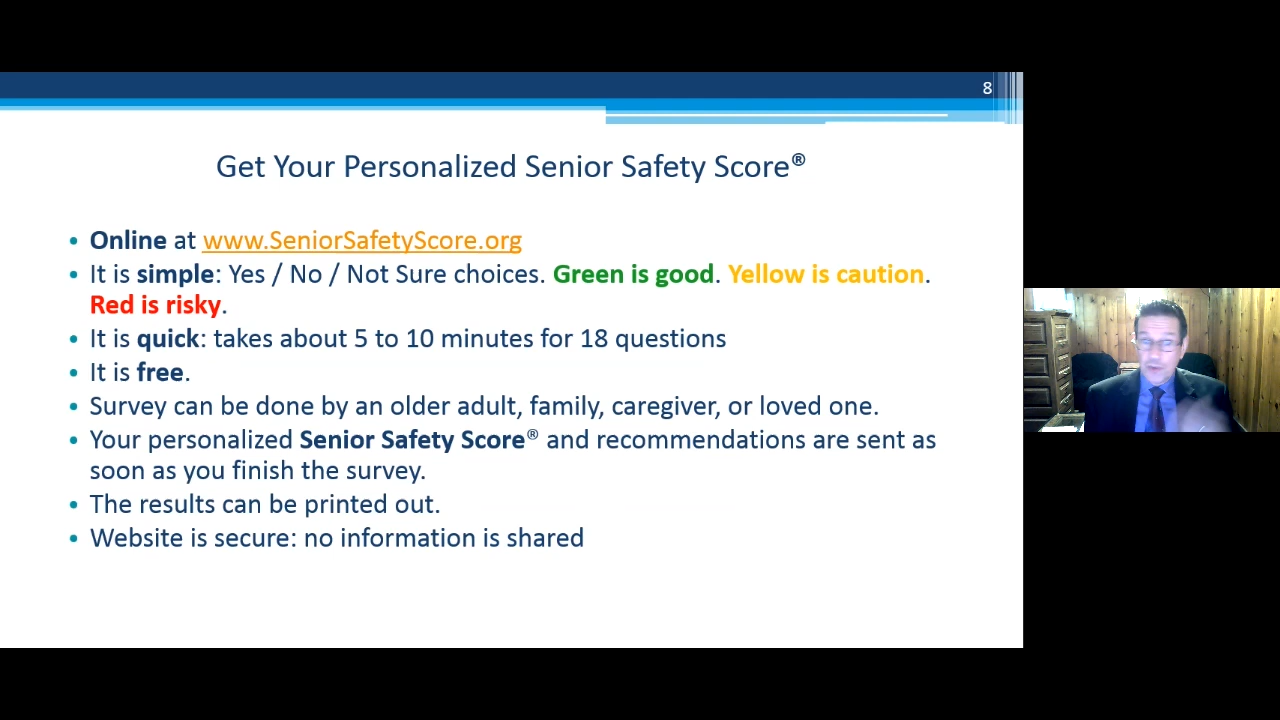 8
Get Your Personalized Senior Safety Score®
• Online at www.SeniorSafetyScore.org
• It is simple: Yes / No / Not Sure choices. Green is good. Yellow is caution.
Red is risky.
• It is quick: takes about 5 to 10 minutes for 18 questions
• It is free.
• Survey can be done by an older adult, family, caregiver, or loved one.
• Your personalized Senior Safety Score® and recommendations are sent as
soon as you finish the survey.
• The results can be printed out.
• Website is secure: no information is shared